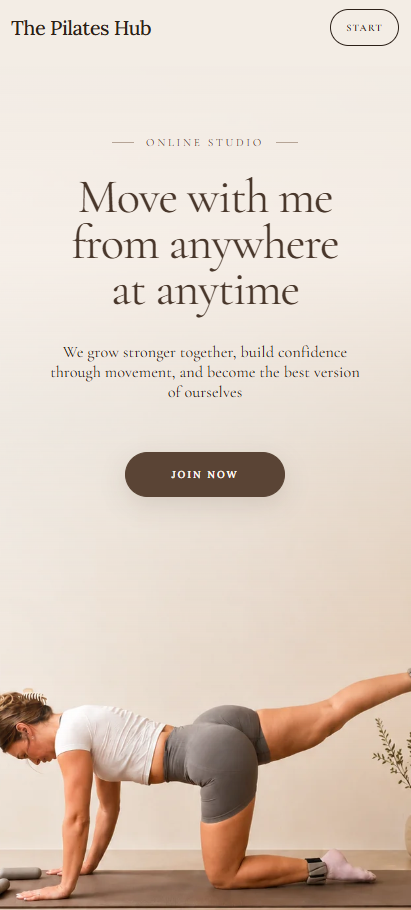 The Pilates Hub
START
ONLINE STUDIO
Move with me
from anywhere
at anytime
We grow stronger together, build confidence
through movement, and become the best version
of ourselves
JOIN NOW